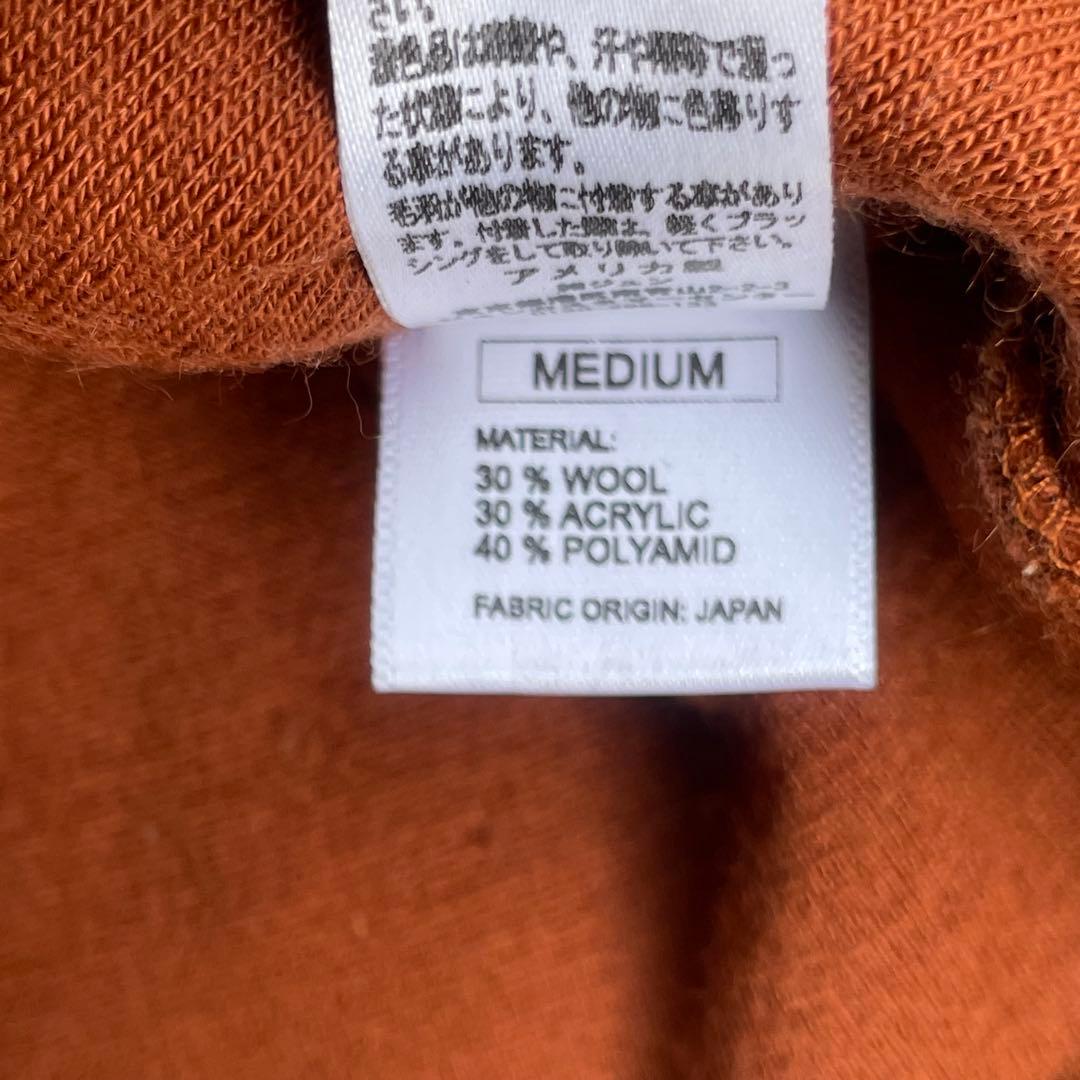 さい。
濃色品は摩擦や、汗や雨等で湿っ
た状態により、他の物に色移りす
る事があります。
毛羽が他の物に付着する事があり
ます。付着した際は、軽くブラッ
シングをして取り除いて下さい。
アメリカ製
MEDIUM
MATERIAL:
30 % WOOL
30 % ACRYLIC
40 % POLYAMID
FABRIC ORIGIN: JAPAN